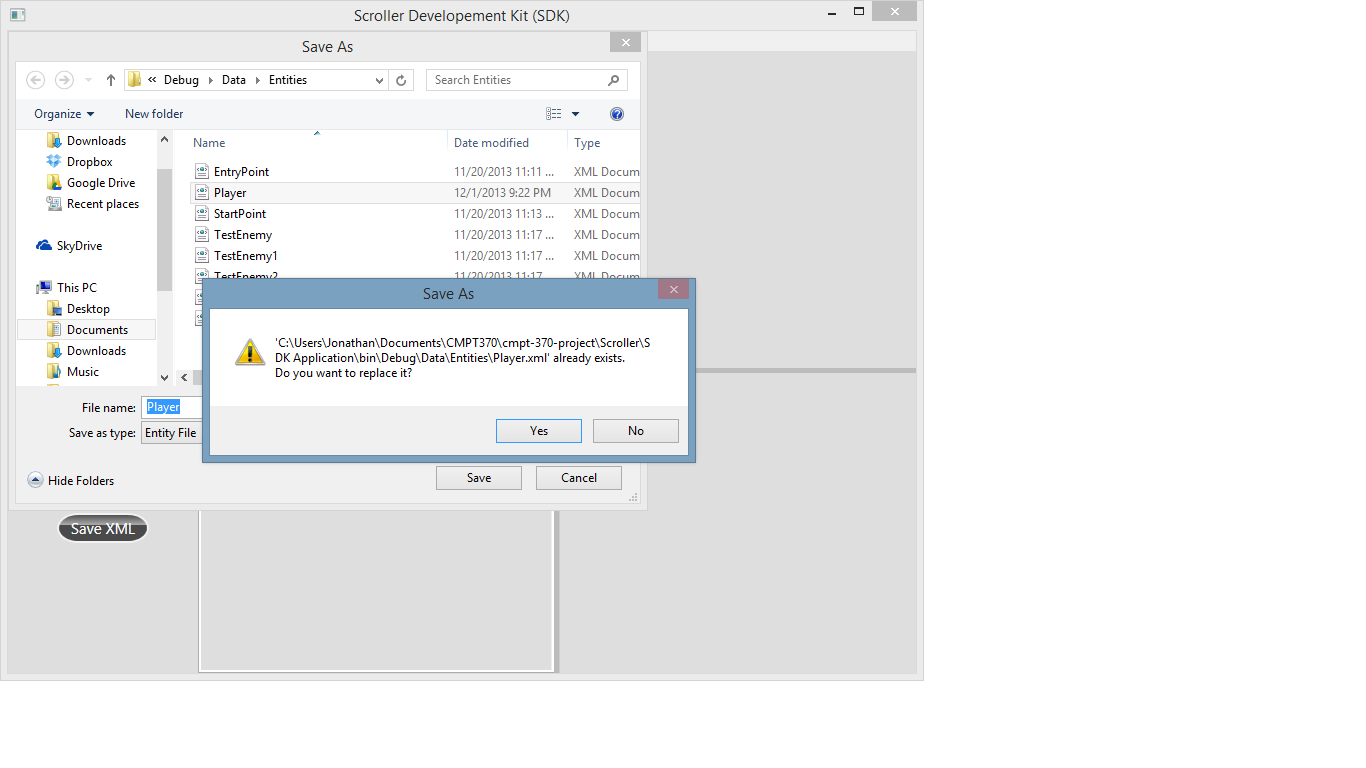 Scroller Developement Kit (SDK)
Save As
« Debug Data Entities
Search Entities
Organize
New folder
Name Date modified Type
Downloads
Dropbox
Google Drive
Recent places
SkyDrive
This PC
Desktop
Documents
Downloads
Music
EntryPoint 11/20/2013 11:11 ... XML Docum
Player 12/1/2013 9:22 PM XML Docum
StartPoint 11/20/2013 11:13 ... XML Docum
TestEnemy 11/20/2013 11:17 ... XML Docum
TestEnemy1 11/20/2013 11:17 ... XML Docum
TestEnemy2 11/20/2013 11:17 ... XML Docum
Save As
'C:\Users\Jonathan\Documents\CMPT370\cmpt-370-project\Scroller\S
DK Application\bin\Debug\Data\Entities\Player.xml' already exists.
Do you want to replace it?
Yes
No
File name: Player
Save as type: Entity File
Hide Folders
Save
Cancel
Save XML